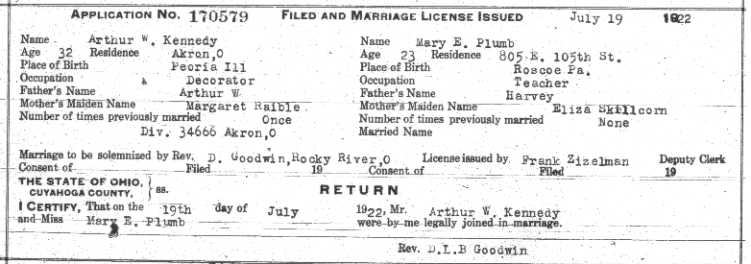 APPLICATION No. 170579 FILED AND MARRIAGE LICENSE ISSUED July 19 1922
Name Arthur W. Kennedy Name Mary E. Plumb
Age 32 Residence Akron,O Age 23 Residence 805 E. 105th St.
Place of Birth Peoria Ill Place of Birth Roscoe Pa.
Occupation Decorator Occupation Teacher
Father's Name Arthur W. Father's Name Harvey
Mother's Maiden Name Margaret Raible Mother's Maiden Name Eliza Skillcorn
Number of times previously married Once Number of times previously married None
Div. 34666 Akron,O Married Name
Marriage to be solemnized by Rev. D. Goodwin,Rocky River,O License issued by Frank Zizelman Deputy Clerk
Consent of Filed 19 Consent of Filed 19
THE STATE OF OHIO, } ss. RETURN
CUYAHOGA COUNTY,
I CERTIFY, That on the 19th day of July 1922, Mr. Arthur W. Kennedy
and Miss Mary E. Plumb were by me legally joined in marriage.
Rev. D.L.B Goodwin